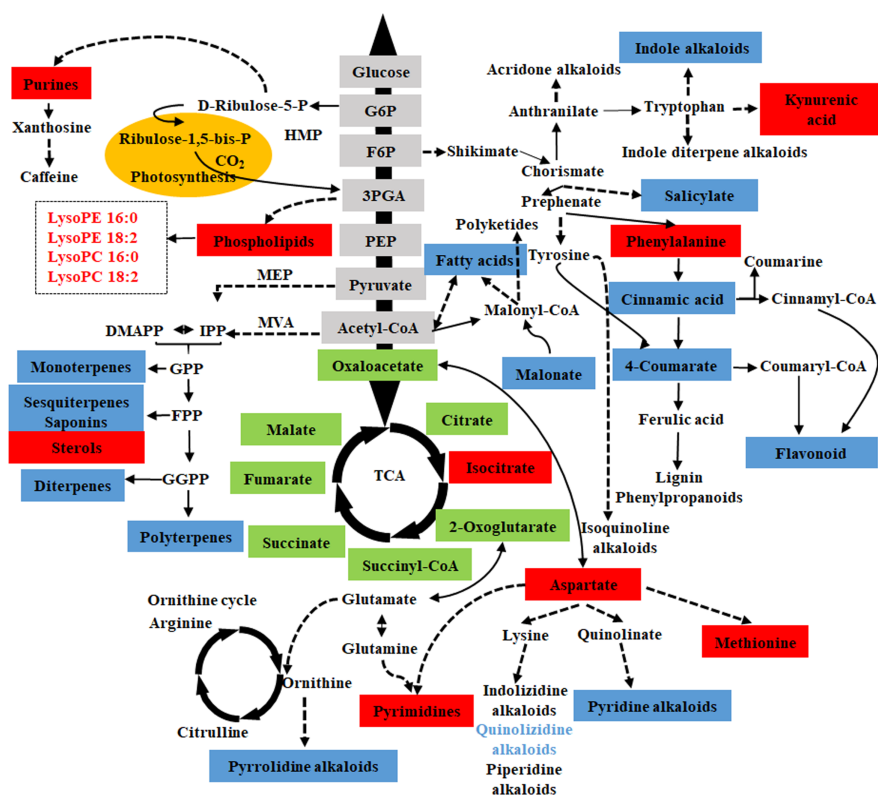 Glucose
G6P
F6P
3PGA
PEP
Pyruvate
Acetyl-CoA
Oxaloacetate
Purines
Xanthosine
Caffeine
D-Ribulose-5-P
HMP
Ribulose-1,5-bis-P
CO2
Photosynthesis
LysoPE 16:0
LysoPE 18:2
LysoPC 16:0
LysoPC 18:2
Phospholipids
MEP
MVA
DMAPP
IPP
Monoterpenes
GPP
Sesquiterpenes
Saponins
FPP
Sterols
Diterpenes
GGPP
Polyterpenes
Indole alkaloids
Acridone alkaloids
Anthranilate
Tryptophan
Kynurenic
acid
Indole diterpene alkaloids
Shikimate
Chorismate
Prephenate
Salicylate
Polyketides
Tyrosine
Phenylalanine
Fatty acids
Coumarine
Malonyl-CoA
Cinnamic acid
Cinnamyl-CoA
Malonate
4-Coumarate
Coumaryl-CoA
Ferulic acid
Flavonoid
Lignin
Phenylpropanoids
Isoquinoline
alkaloids
TCA
Malate
Citrate
Fumarate
Isocitrate
Succinate
2-Oxoglutarate
Succinyl-CoA
Aspartate
Ornithine cycle
Arginine
Glutamate
Glutamine
Ornithine
Citrulline
Pyrrolidine alkaloids
Pyrimidines
Lysine
Quinolinate
Methionine
Indolizidine
alkaloids
Quinolizidine
alkaloids
Piperidine
alkaloids
Pyridine alkaloids